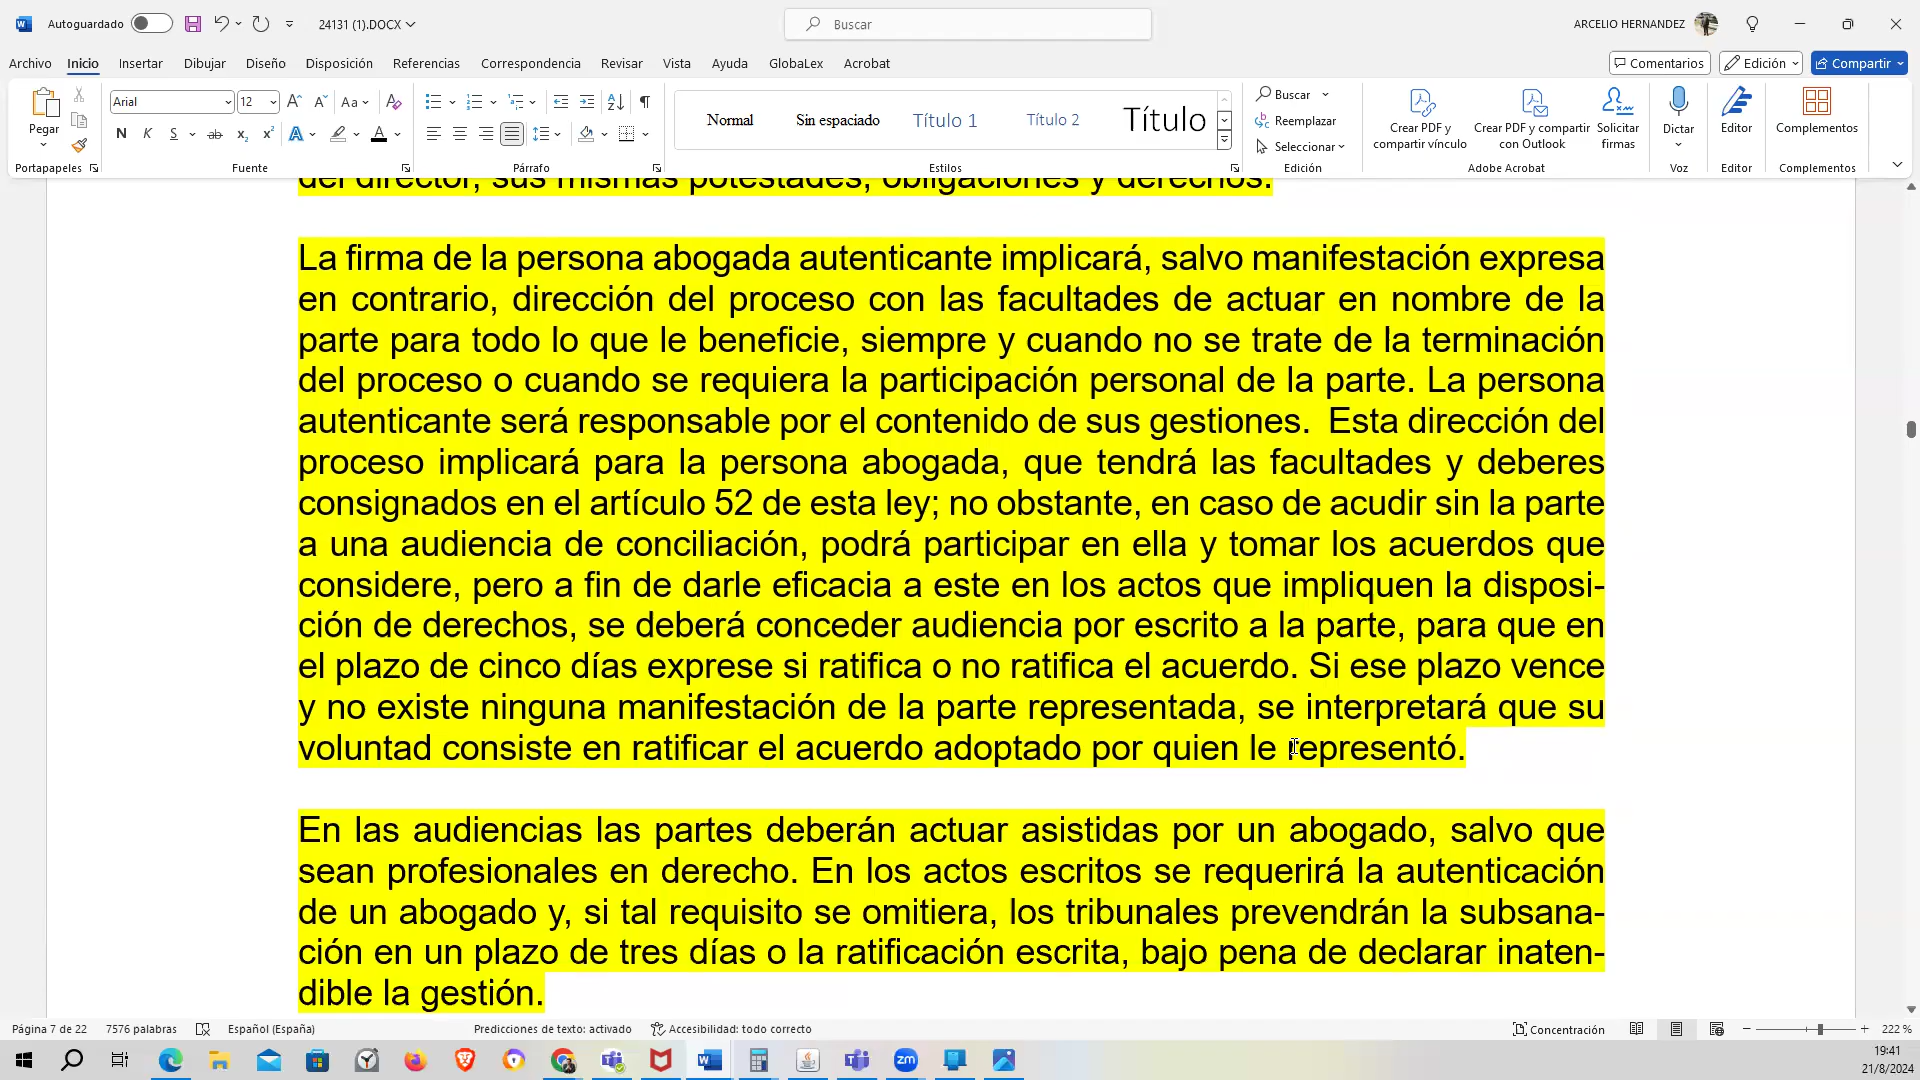 Autoguardado
24131 (1).DOCX
Buscar
ARCELIO HERNANDEZ
Archivo Inicio Insertar Dibujar Diseño Disposición Referencias Correspondencia Revisar Vista Ayuda GlobaLex Acrobat
Comentarios Edición Compartir
Pegar
Arial 12
Aa
N K S ab x₂ x² A A
Normal Sin espaciado Título 1 Título 2 Título
Buscar
Reemplazar
Seleccionar
Crear PDF y compartir vínculo
Crear PDF y compartir con Outlook
Solicitar firmas
Dictar
Editor
Complementos
Portapapeles Fuente Párrafo Estilos Edición Adobe Acrobat Voz Editor Complementos
del director, sus mismas potestades, obligaciones y derechos.
La firma de la persona abogada autenticante implicará, salvo manifestación expresa
en contrario, dirección del proceso con las facultades de actuar en nombre de la
parte para todo lo que le beneficie, siempre y cuando no se trate de la terminación
del proceso o cuando se requiera la participación personal de la parte. La persona
autenticante será responsable por el contenido de sus gestiones.  Esta dirección del
proceso implicará para la persona abogada, que tendrá las facultades y deberes
consignados en el artículo 52 de esta ley; no obstante, en caso de acudir sin la parte
a una audiencia de conciliación, podrá participar en ella y tomar los acuerdos que
considere, pero a fin de darle eficacia a este en los actos que impliquen la disposi-
ción de derechos, se deberá conceder audiencia por escrito a la parte, para que en
el plazo de cinco días exprese si ratifica o no ratifica el acuerdo. Si ese plazo vence
y no existe ninguna manifestación de la parte representada, se interpretará que su
voluntad consiste en ratificar el acuerdo adoptado por quien le representó.
En las audiencias las partes deberán actuar asistidas por un abogado, salvo que
sean profesionales en derecho. En los actos escritos se requerirá la autenticación
de un abogado y, si tal requisito se omitiera, los tribunales prevendrán la subsana-
ción en un plazo de tres días o la ratificación escrita, bajo pena de declarar inaten-
dible la gestión.
Página 7 de 22 7576 palabras Español (España) Predicciones de texto: activado Accesibilidad: todo correcto Concentración 222 %
zm
19:41
21/8/2024